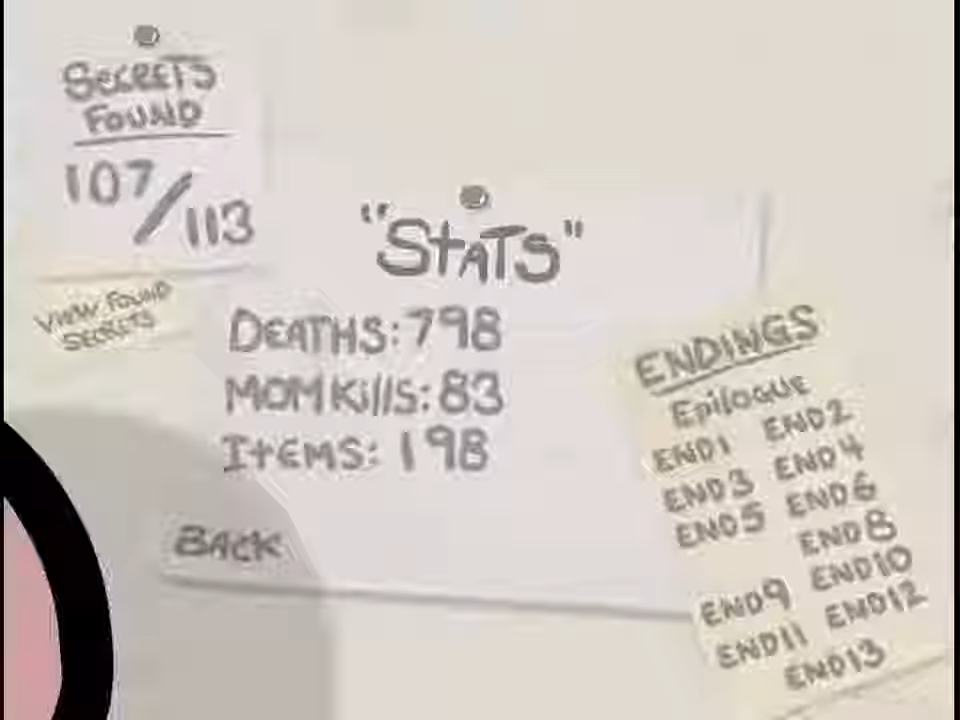 SECRETS
FOUND
107/113
VIEW FOUND
SECRETS
"STATS"
DEATHS: 798
MOM KILLS: 83
ITEMS: 198
BACK
ENDINGS
EPILOGUE
END1 END2
END3 END4
END5 END6
END8
END9 END10
END11 END12
END13